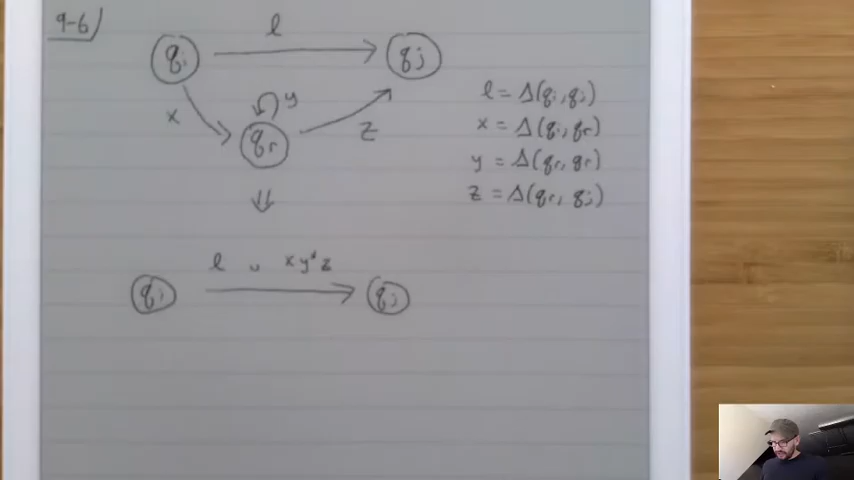 9-6)
l
qi qj
x y z
qr
l = Δ(qi, qj)
x = Δ(qi, qr)
y = Δ(qr, qr)
z = Δ(qr, qj)
⇓
l ∪ xy*z
qi qj